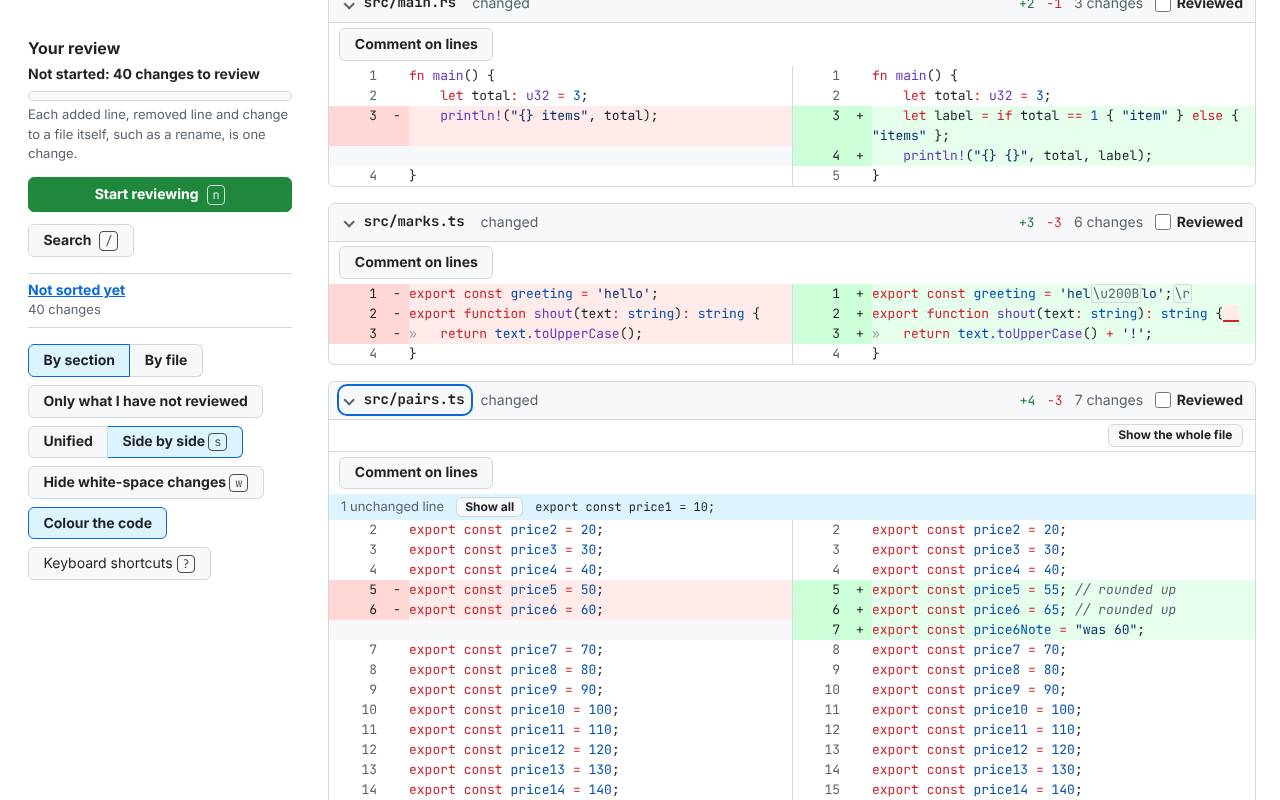 src/main.rs changed +2 -1 3 changes Reviewed
Your review
Not started: 40 changes to review
Each added line, removed line and change
to a file itself, such as a rename, is one
change.
Start reviewing n
Search /
Not sorted yet
40 changes
By section By file
Only what I have not reviewed
Unified Side by side s
Hide white-space changes w
Colour the code
Keyboard shortcuts ?
Comment on lines
1 fn main() { 1 fn main() {
2 let total: u32 = 3; 2 let total: u32 = 3;
3 - println!("{} items", total); 3 + let label = if total == 1 { "item" } else {
"items" };
4 + println!("{} {}", total, label);
4 } 5 }
src/marks.ts changed +3 -3 6 changes Reviewed
Comment on lines
1 - export const greeting = 'hello'; 1 + export const greeting = 'hel\u200Blo';\r
2 - export function shout(text: string): string { 2 + export function shout(text: string): string {
3 - » return text.toUpperCase(); 3 + » return text.toUpperCase() + '!';
4 } 4 }
src/pairs.ts changed +4 -3 7 changes Reviewed
Show the whole file
Comment on lines
1 unchanged line Show all export const price1 = 10;
2 export const price2 = 20; 2 export const price2 = 20;
3 export const price3 = 30; 3 export const price3 = 30;
4 export const price4 = 40; 4 export const price4 = 40;
5 - export const price5 = 50; 5 + export const price5 = 55; // rounded up
6 - export const price6 = 60; 6 + export const price6 = 65; // rounded up
7 + export const price6Note = "was 60";
7 export const price7 = 70; 8 export const price7 = 70;
8 export const price8 = 80; 9 export const price8 = 80;
9 export const price9 = 90; 10 export const price9 = 90;
10 export const price10 = 100; 11 export const price10 = 100;
11 export const price11 = 110; 12 export const price11 = 110;
12 export const price12 = 120; 13 export const price12 = 120;
13 export const price13 = 130; 14 export const price13 = 130;
14 export const price14 = 140; 15 export const price14 = 140;